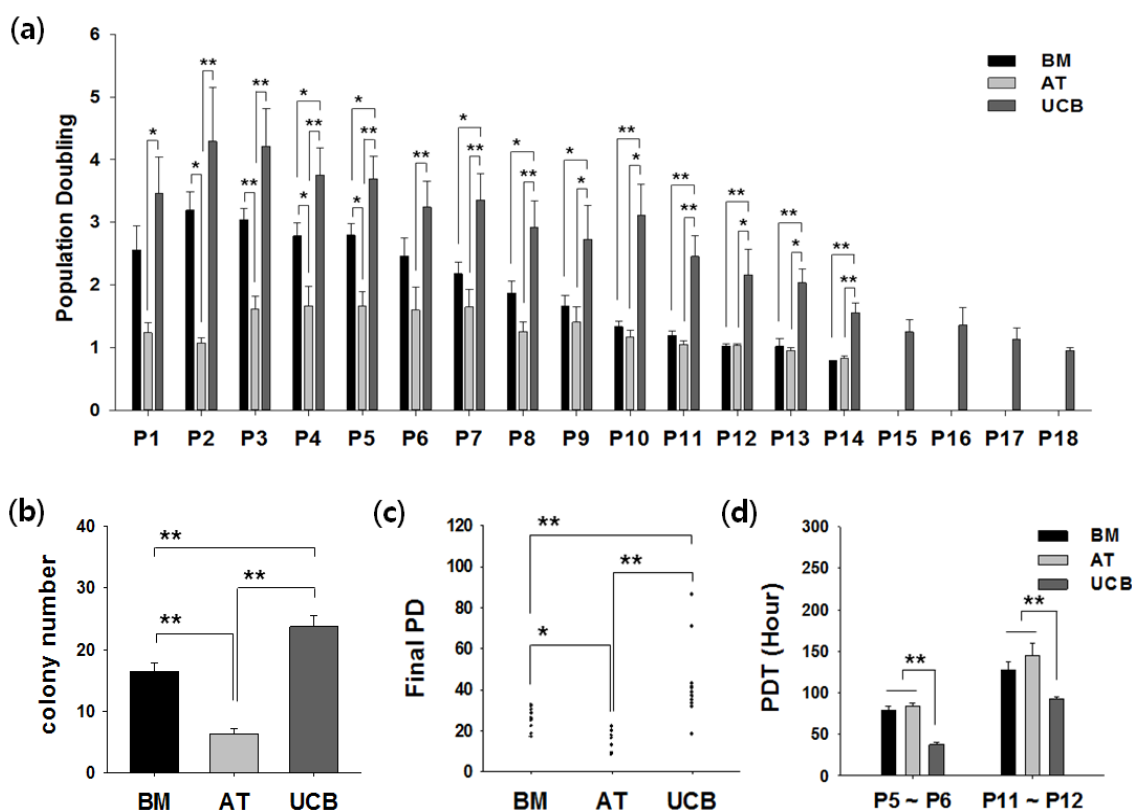 (a)
Population Doubling
6
5
4
3
2
1
0
BM
AT
UCB
* ** ** * * * * * ** ** ** ** **
** ** ** ** ** * * ** * * **
* ** * *
P1 P2 P3 P4 P5 P6 P7 P8 P9 P10 P11 P12 P13 P14 P15 P16 P17 P18
(b)
colony number
40
30
20
10
0
**
**
**
BM AT UCB
(c)
Final PD
120
100
80
60
40
20
0
**
**
*
BM AT UCB
(d)
PDT (Hour)
300
250
200
150
100
50
0
BM
AT
UCB
**
**
P5 ~ P6 P11 ~ P12